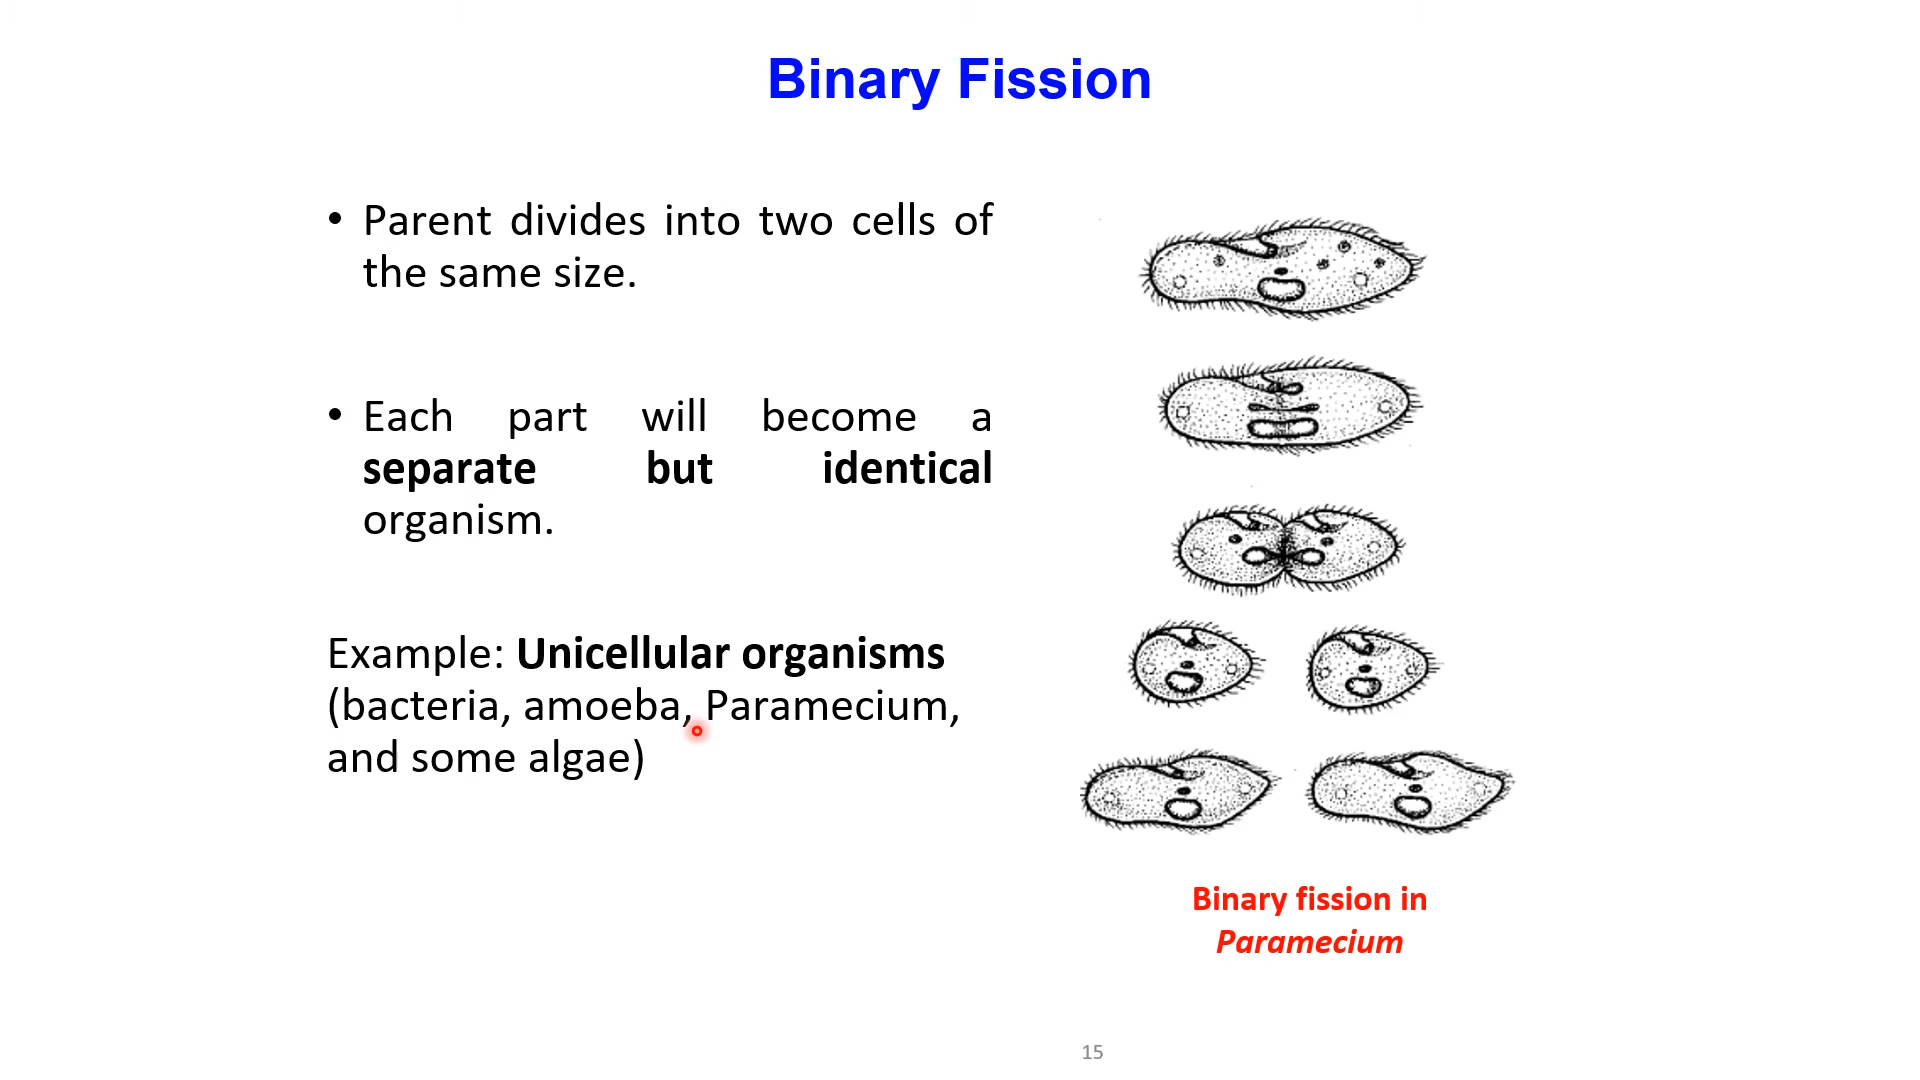 Binary Fission
• Parent divides into two cells of
the same size.
• Each part will become a
separate but identical
organism.
Example: Unicellular organisms
(bacteria, amoeba, Paramecium,
and some algae)
Binary fission in
Paramecium
15